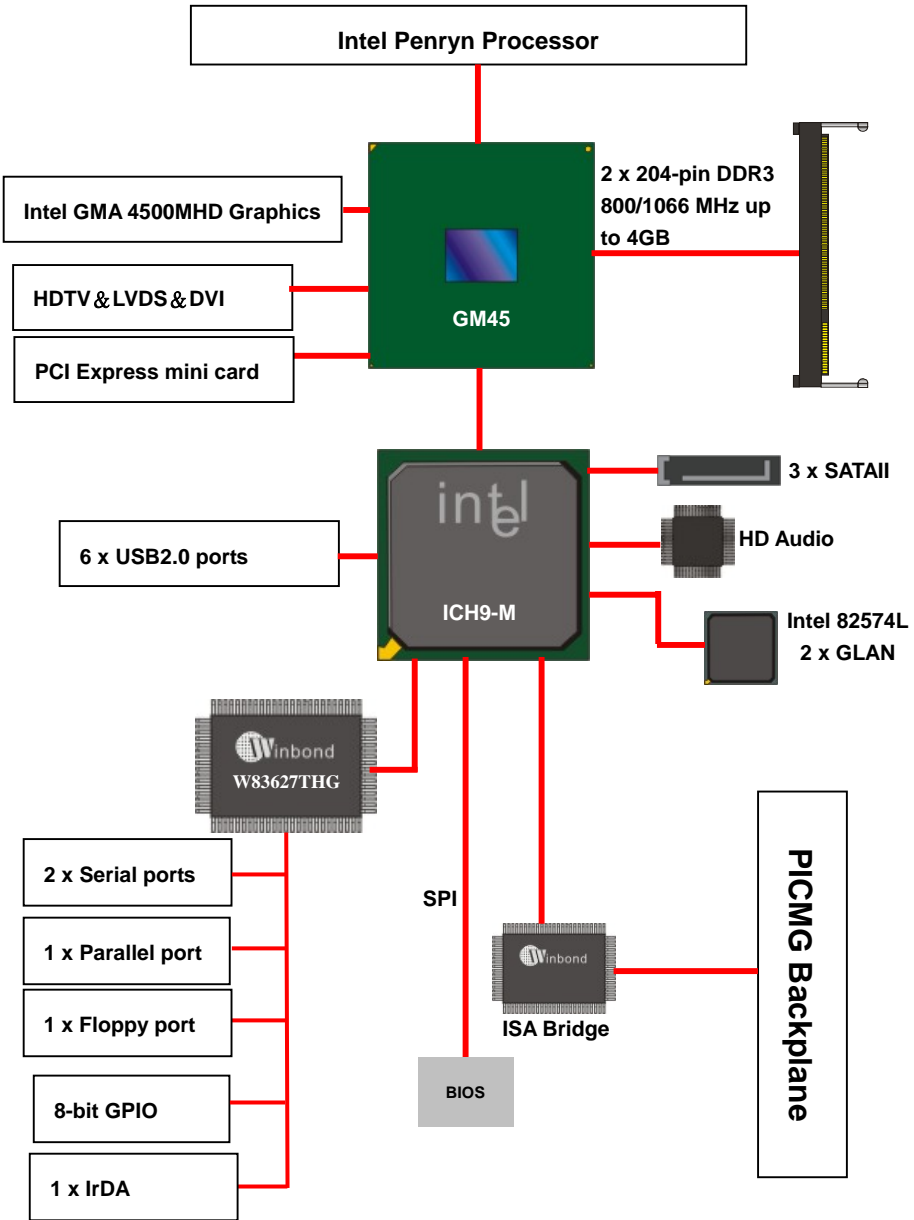 Intel Penryn Processor
2 x 204-pin DDR3
800/1066 MHz up
to 4GB
Intel GMA 4500MHD Graphics
HDTV&LVDS&DVI
GM45
PCI Express mini card
intel
3 x SATAII
HD Audio
6 x USB2.0 ports
ICH9-M
Intel 82574L
2 x GLAN
Winbond
W83627THG
2 x Serial ports
SPI
1 x Parallel port
Winbond
1 x Floppy port
ISA Bridge
PICMG Backplane
BIOS
8-bit GPIO
1 x IrDA